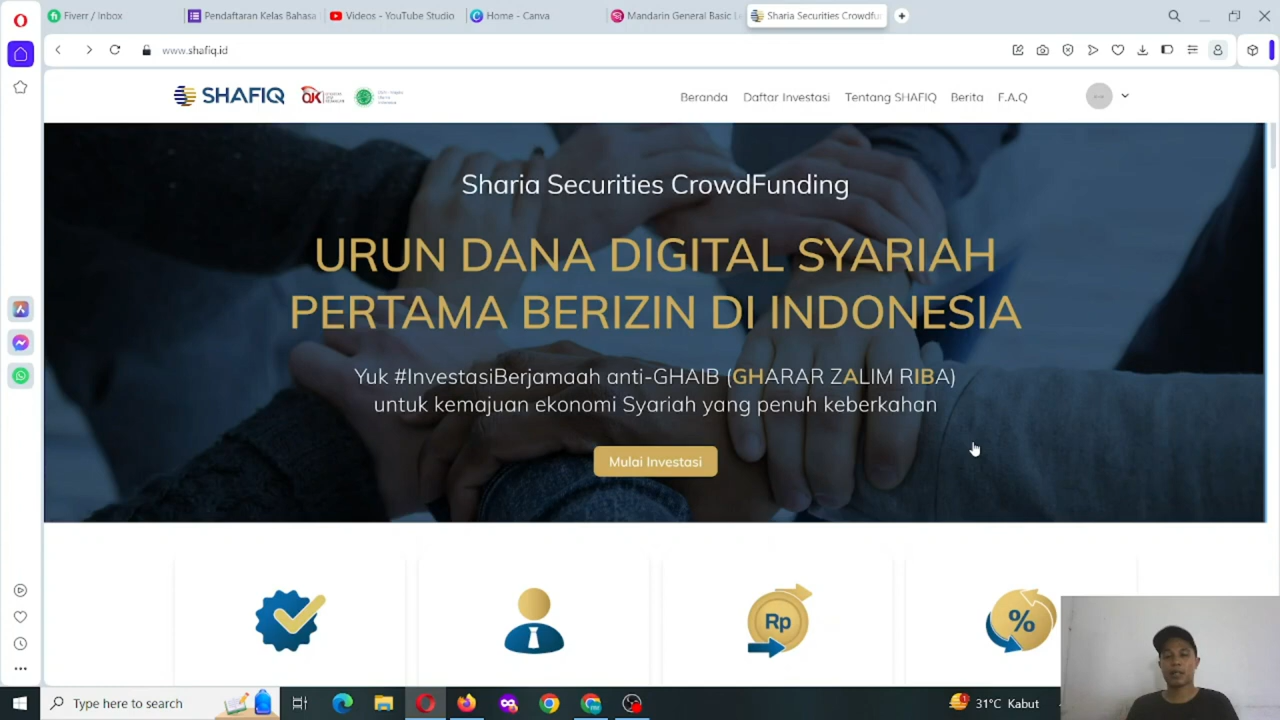 Fiverr / Inbox
Pendaftaran Kelas Bahasa
Videos - YouTube Studio
Home - Canva
Mandarin General Basic L
Sharia Securities Crowdfu
www.shafiq.id
SHAFIQ
OJK
Beranda
Daftar Investasi
Tentang SHAFIQ
Berita
F.A.Q
Sharia Securities CrowdFunding
URUN DANA DIGITAL SYARIAH
PERTAMA BERIZIN DI INDONESIA
Yuk #InvestasiBerjamaah anti-GHAIB (GHARAR ZALIM RIBA)
untuk kemajuan ekonomi Syariah yang penuh keberkahan
Mulai Investasi
Rp
%
Type here to search
31°C Kabut